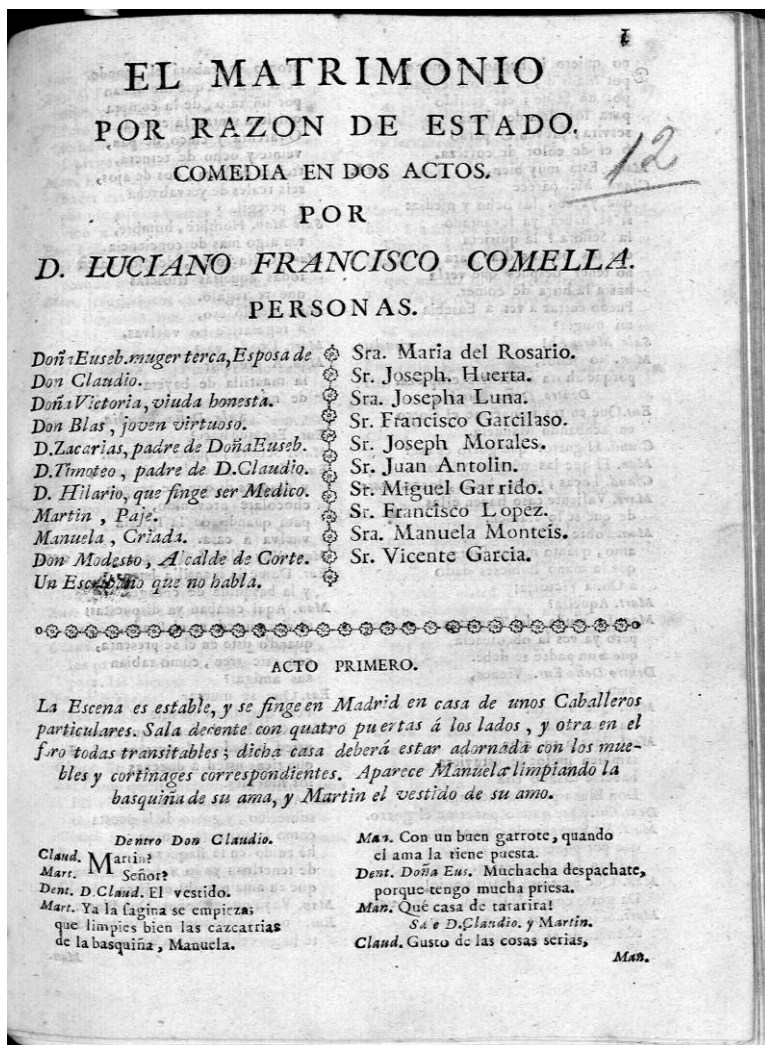 I
12
EL MATRIMONIO
POR RAZON DE ESTADO.
COMEDIA EN DOS ACTOS.
POR
D. LUCIANO FRANCISCO COMELLA.
PERSONAS.
Doña Euseb. muger terca, Esposa de
Don Claudio.
Doña Victoria, viuda honesta.
Don Blas, joven virtuoso.
D. Zacarias, padre de Doña Euseb.
D. Timoteo, padre de D. Claudio.
D. Hilario, que finge ser Medico.
Martin, Paje.
Manuela, Criada.
Don Modesto, Alcalde de Corte.
Un Escribano que no habla.
Sra. Maria del Rosario.
Sr. Joseph. Huerta.
Sra. Josepha Luna.
Sr. Francisco Garcilaso.
Sr. Joseph Morales.
Sr. Juan Antolin.
Sr. Miguel Garrido.
Sr. Francisco Lopez.
Sra. Manuela Monteis.
Sr. Vicente Garcia.
ACTO PRIMERO.
La Escena es estable, y se finge en Madrid en casa de unos Caballeros
particulares. Sala decente con quatro puertas á los lados, y otra en el
foro todas transitables; dicha casa deberá estar adornada con los mue-
bles y cortinages correspondientes. Aparece Manuela limpiando la
basquiña de su ama, y Martin el vestido de su amo.
Dentro Don Claudio.
Claud. Martin?
Mart. Señor?
Dent. D. Claud. El vestido.
Mart. Ya la fagina se empieza;
que limpies bien las cazcarrias
de la basquiña, Manuela.
Man. Con un buen garrote, quando
el ama la tiene puesta.
Dent. Doña Eus. Muchacha despachate,
porque tengo mucha priesa.
Man. Qué casa de tararira!
Sale D. Claudio. y Martin.
Claud. Gusto de las cosas serias,
Man.